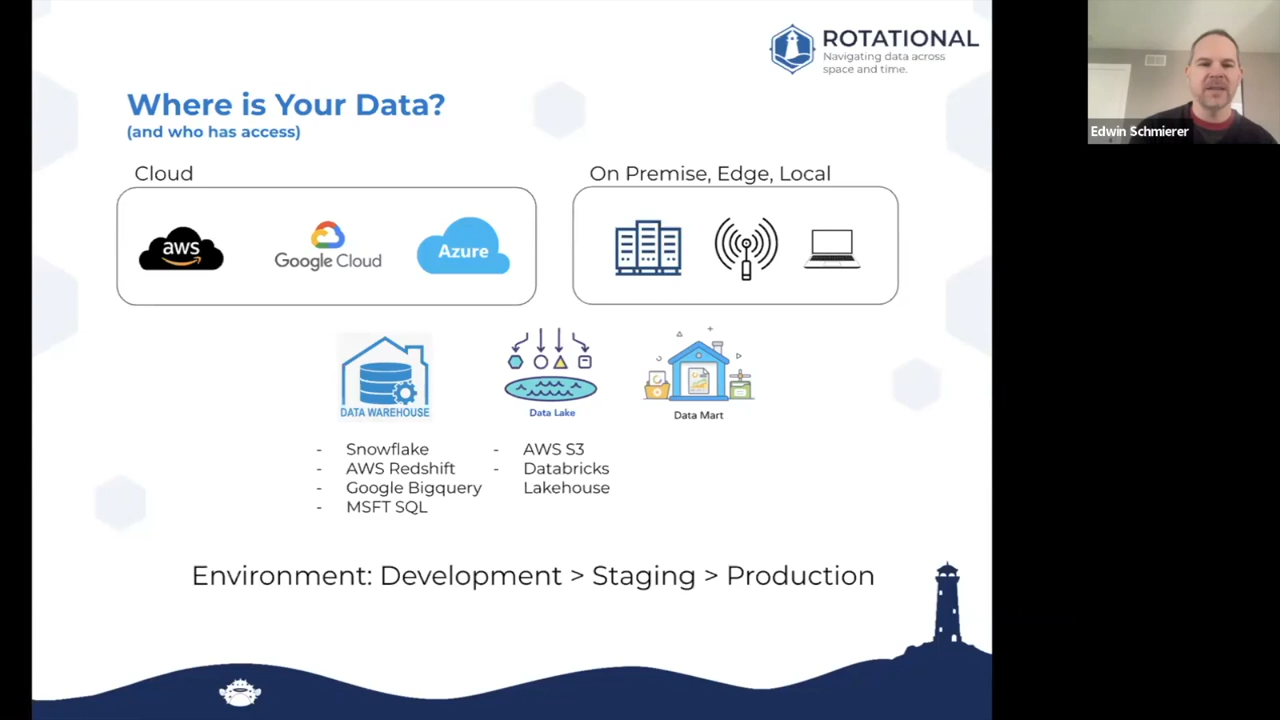 ROTATIONAL
Navigating data across
space and time.
Edwin Schmierer
Where is Your Data?
(and who has access)
Cloud
On Premise, Edge, Local
aws
Google Cloud
Azure
DATA WAREHOUSE
Data Lake
Data Mart
- Snowflake
- AWS Redshift
- Google Bigquery
- MSFT SQL
- AWS S3
- Databricks
Lakehouse
Environment: Development > Staging > Production